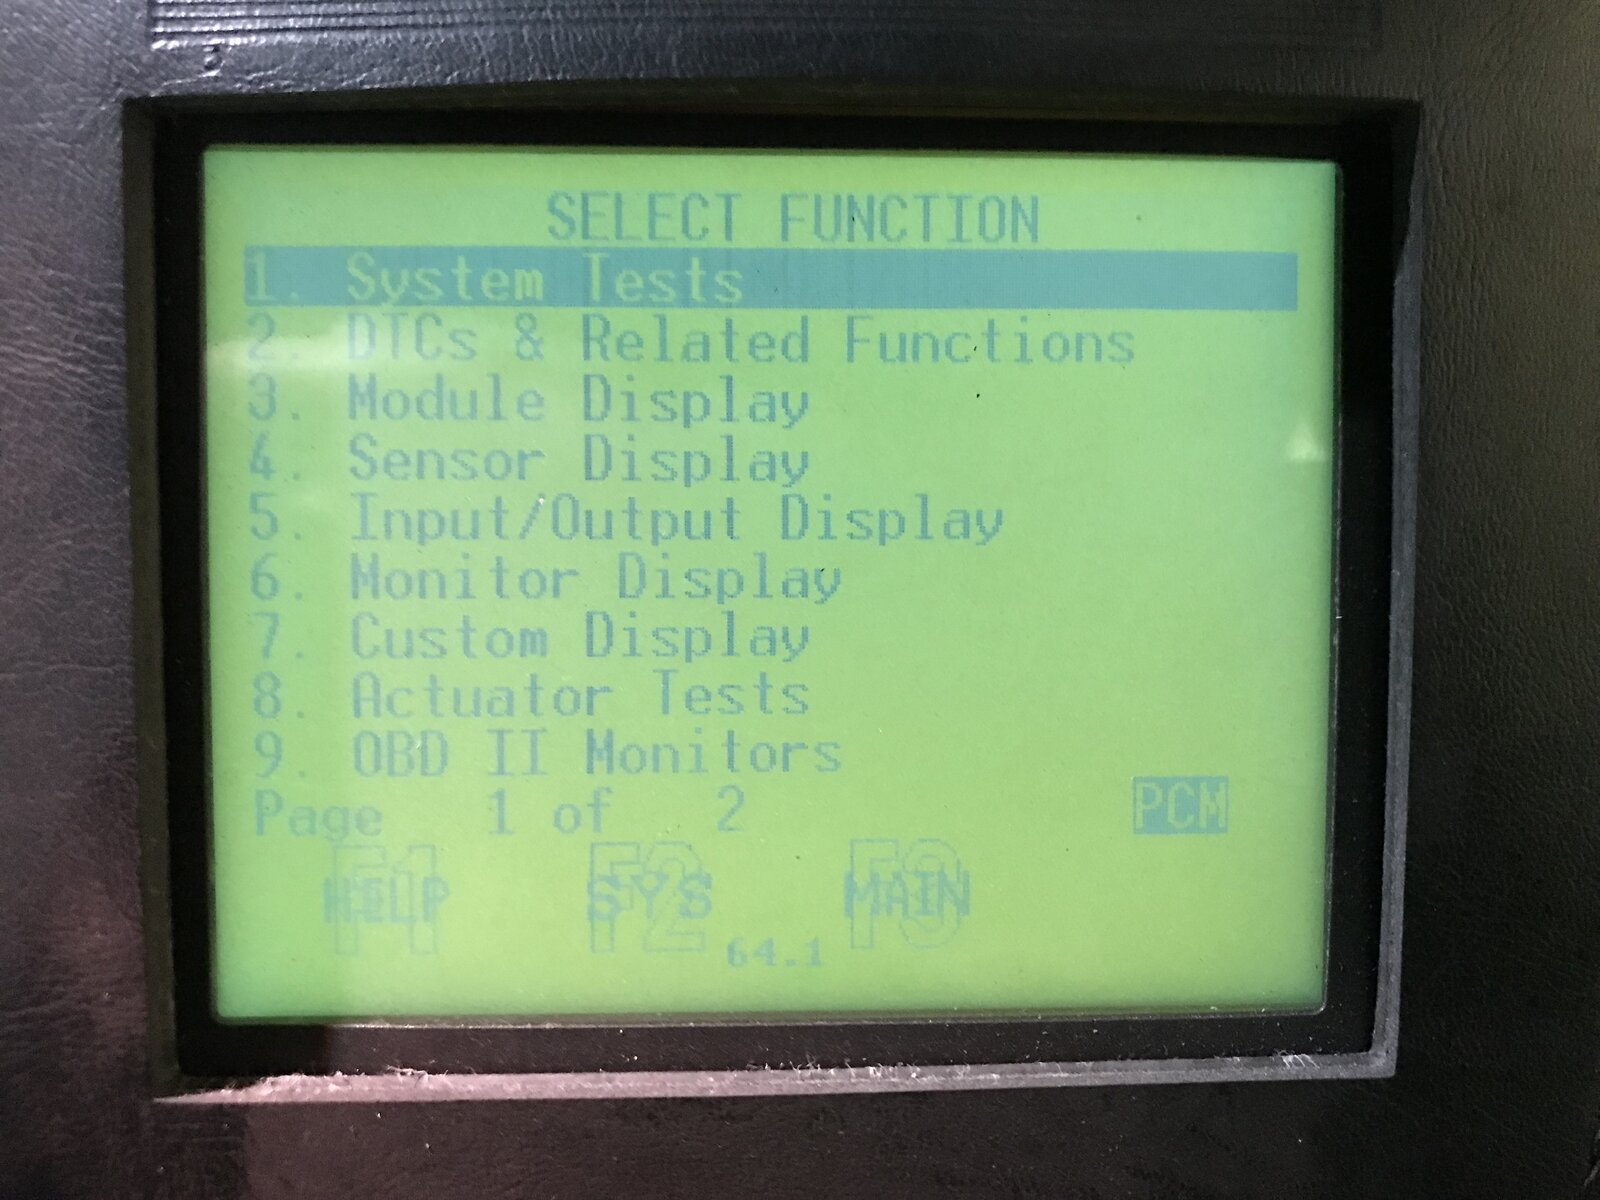 SELECT FUNCTION
1. System Tests
2. DTCs & Related Functions
3. Module Display
4. Sensor Display
5. Input/Output Display
6. Monitor Display
7. Custom Display
8. Actuator Tests
9. OBD II Monitors
Page 1 of 2 PCM
F1 F2 F3
HELP SYS MAIN
64.1